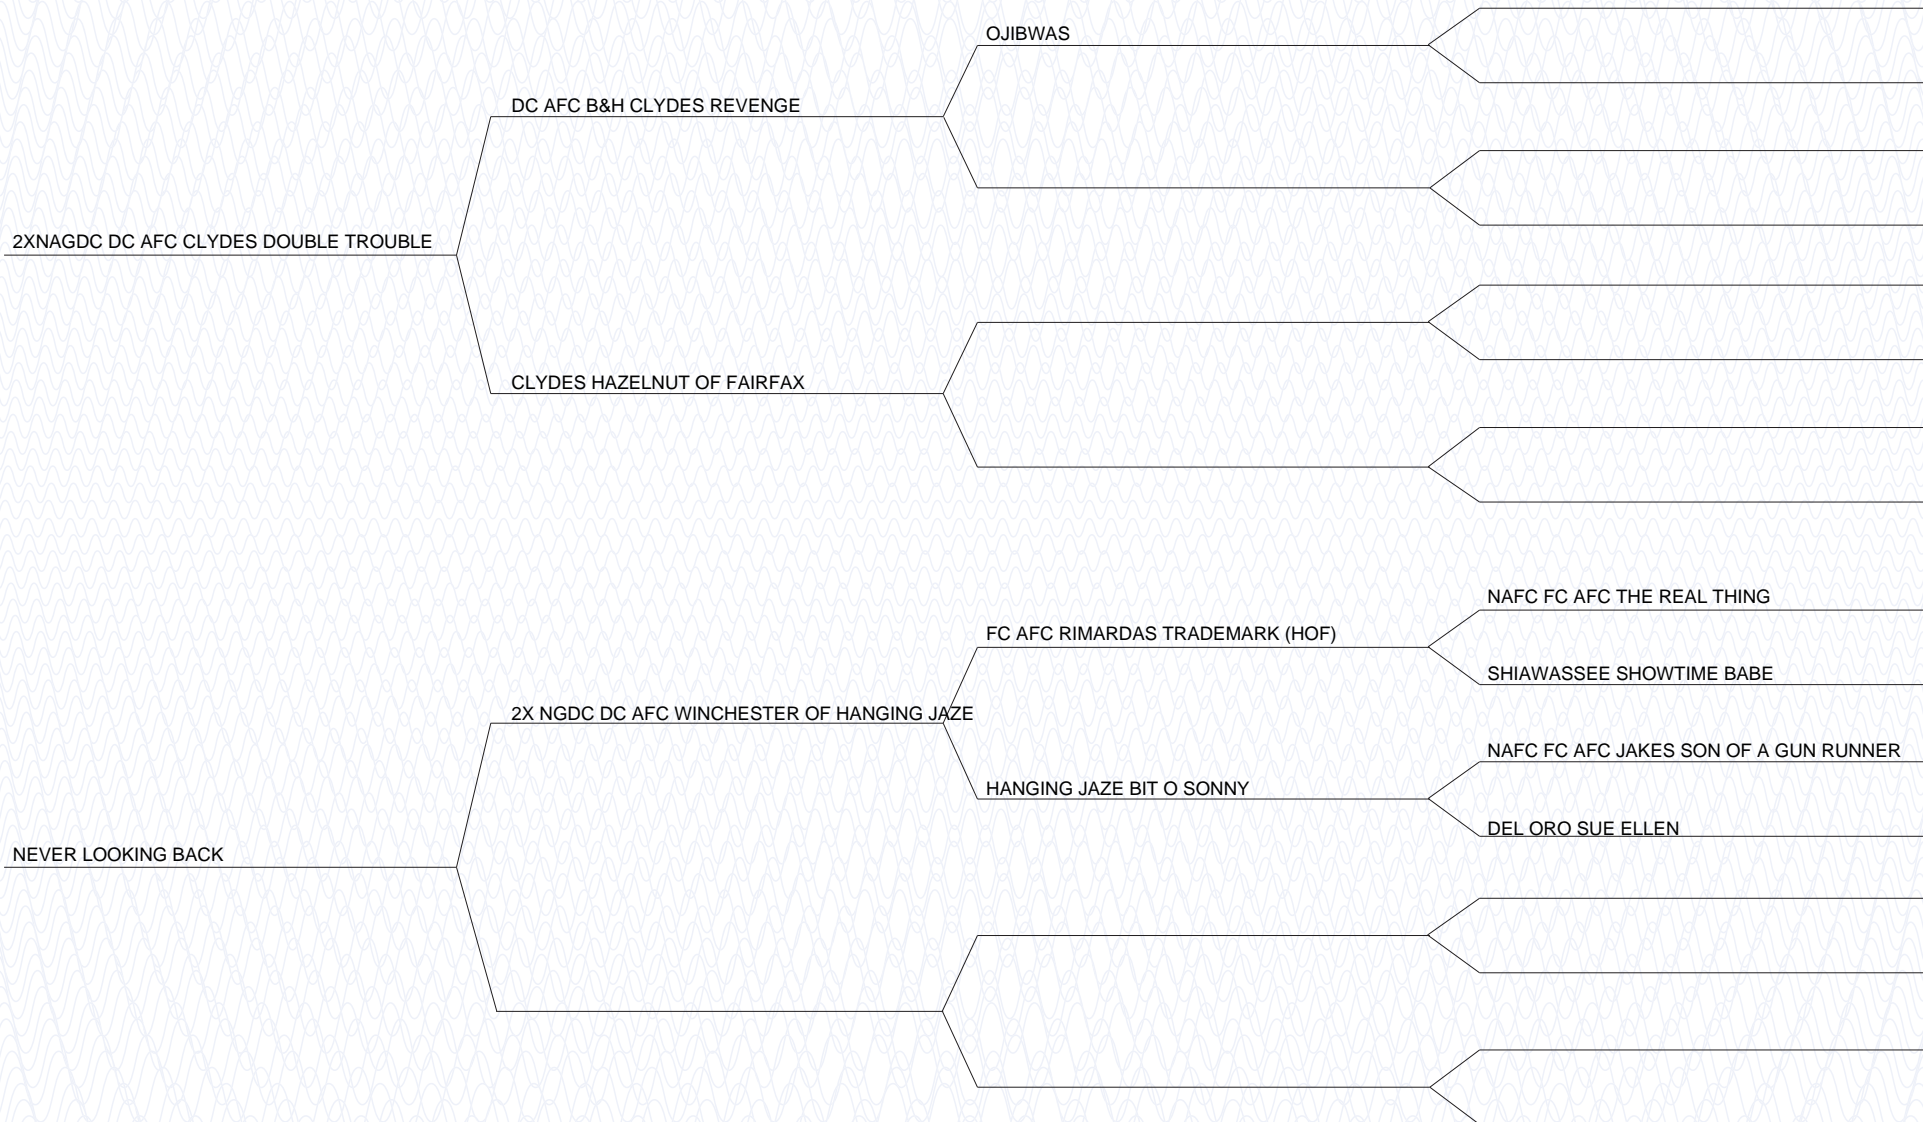 OJIBWAS
DC AFC B&H CLYDES REVENGE
2XNAGDC DC AFC CLYDES DOUBLE TROUBLE
CLYDES HAZELNUT OF FAIRFAX
NAFC FC AFC THE REAL THING
FC AFC RIMARDAS TRADEMARK (HOF)
SHIAWASSEE SHOWTIME BABE
2X NGDC DC AFC WINCHESTER OF HANGING JAZE
NAFC FC AFC JAKES SON OF A GUN RUNNER
HANGING JAZE BIT O SONNY
DEL ORO SUE ELLEN
NEVER LOOKING BACK